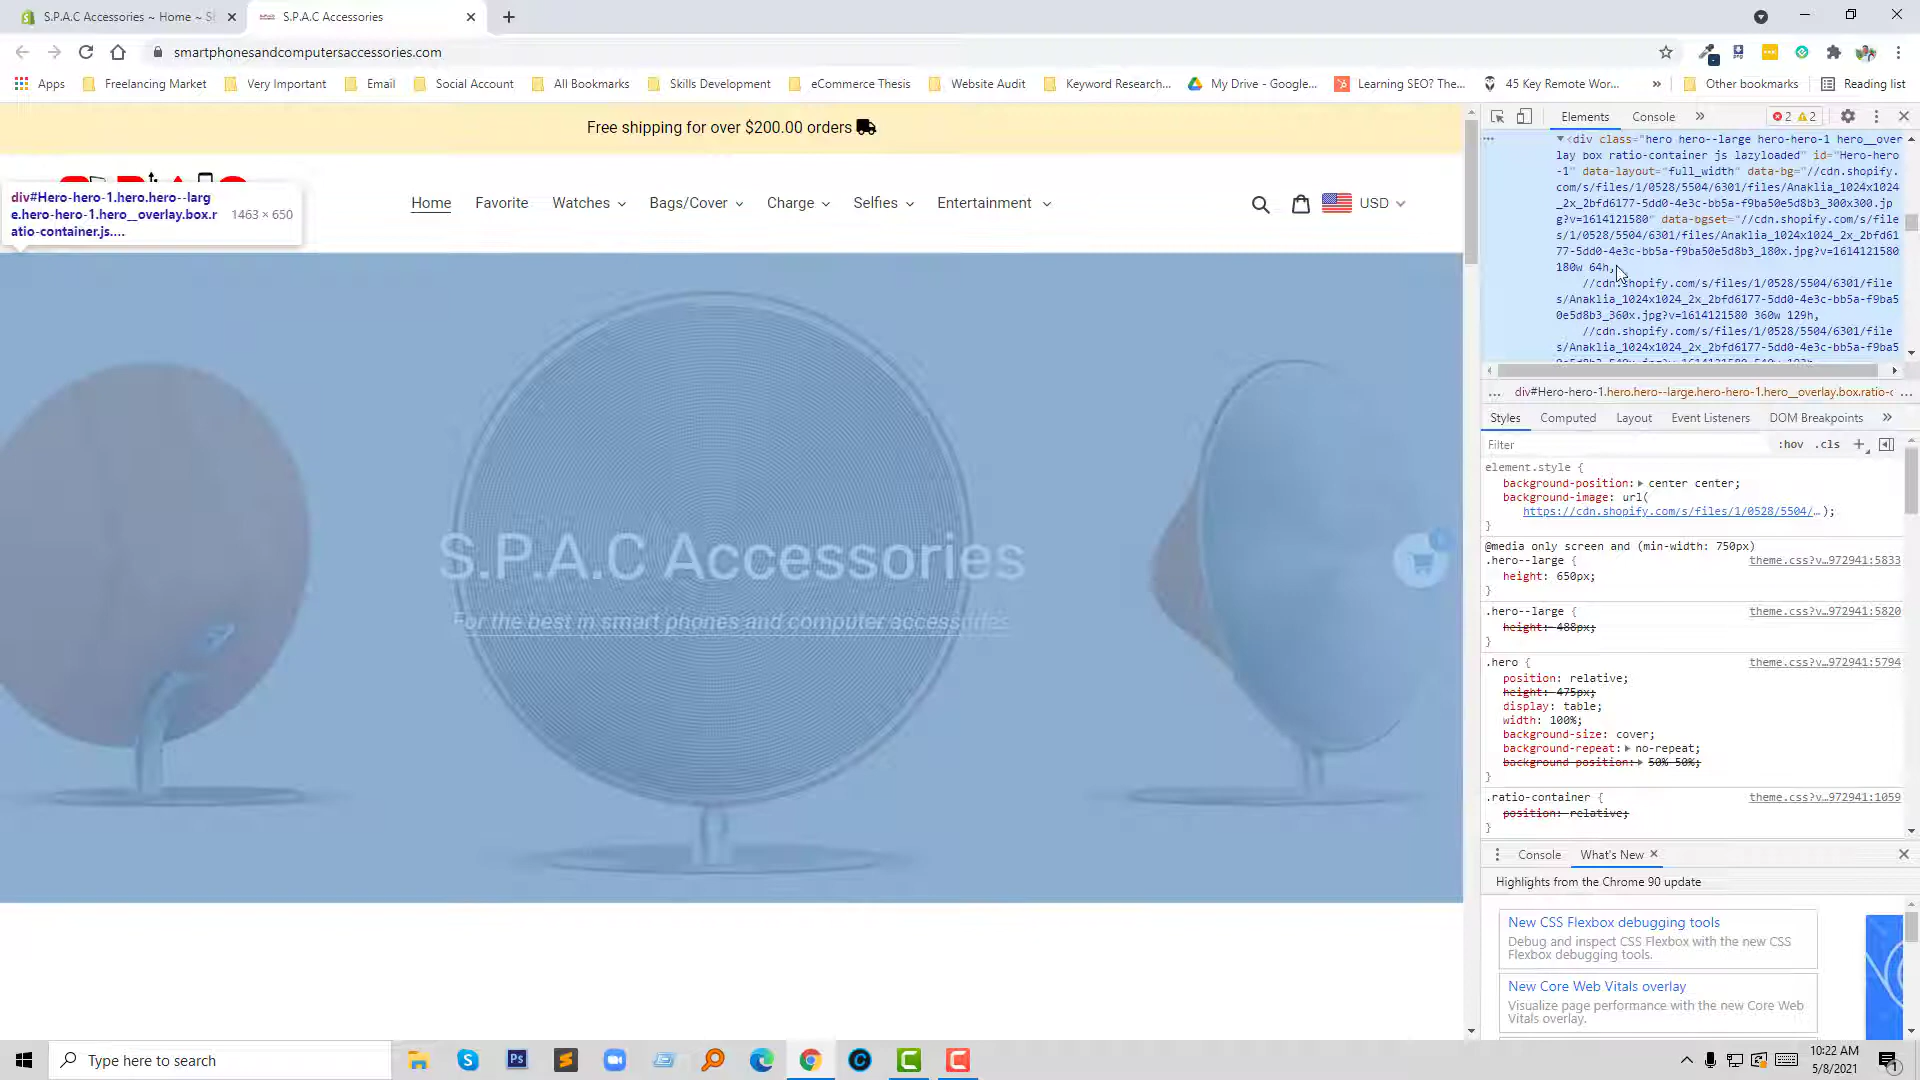 S.P.A.C Accessories ~ Home ~ S
S.P.A.C Accessories
smartphonesandcomputersaccessories.com
Apps
Freelancing Market
Very Important
Email
Social Account
All Bookmarks
Skills Development
eCommerce Thesis
Website Audit
Keyword Research...
My Drive - Google...
Learning SEO? The...
45 Key Remote Wor...
»
Other bookmarks
Reading list
Free shipping for over $200.00 orders
div#Hero-hero-1.hero.hero--larg
e.hero-hero-1.hero__overlay.box.r
atio-container.js....
1463 × 650
Home
Favorite
Watches
Bags/Cover
Charge
Selfies
Entertainment
USD
S.P.A.C Accessories
For the best in smart phones and computer accessories
Elements
Console
»
2
2
<div class="hero hero--large hero-hero-1 hero__over
lay box ratio-container js lazyloaded" id="Hero-hero
-1" data-layout="full_width" data-bg="//cdn.shopify.
com/s/files/1/0528/5504/6301/files/Anaklia_1024x1024
_2x_2bfd6177-5dd0-4e3c-bb5a-f9ba50e5d8b3_300x300.jp
g?v=1614121580" data-bgset="//cdn.shopify.com/s/file
s/1/0528/5504/6301/files/Anaklia_1024x1024_2x_2bfd61
77-5dd0-4e3c-bb5a-f9ba50e5d8b3_180x.jpg?v=1614121580
180w 64h,
//cdn.shopify.com/s/files/1/0528/5504/6301/file
s/Anaklia_1024x1024_2x_2bfd6177-5dd0-4e3c-bb5a-f9ba5
0e5d8b3_360x.jpg?v=1614121580 360w 129h,
//cdn.shopify.com/s/files/1/0528/5504/6301/file
s/Anaklia_1024x1024_2x_2bfd6177-5dd0-4e3c-bb5a-f9ba5
... div#Hero-hero-1.hero.hero--large.hero-hero-1.hero__overlay.box.ratio-c ...
Styles
Computed
Layout
Event Listeners
DOM Breakpoints
»
Filter
:hov
.cls
+
element.style {
background-position: center center;
background-image: url(
https://cdn.shopify.com/s/files/1/0528/5504/… );
}
@media only screen and (min-width: 750px)
.hero--large {
theme.css?v…972941:5833
height: 650px;
}
.hero--large {
theme.css?v…972941:5820
height: 488px;
}
.hero {
theme.css?v…972941:5794
position: relative;
height: 475px;
display: table;
width: 100%;
background-size: cover;
background-repeat: no-repeat;
background-position: 50% 50%;
}
.ratio-container {
theme.css?v…972941:1059
position: relative;
}
Console
What's New
Highlights from the Chrome 90 update
New CSS Flexbox debugging tools
Debug and inspect CSS Flexbox with the new CSS
Flexbox debugging tools.
New Core Web Vitals overlay
Visualize page performance with the new Core Web
Vitals overlay.
Type here to search
Ps
10:22 AM
5/8/2021
1